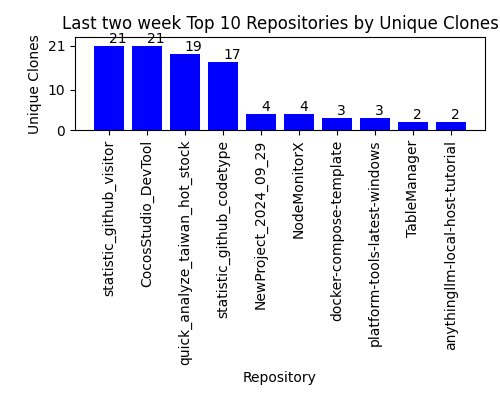 Last two week Top 10 Repositories by Unique Clones
Unique Clones
21
10
0
21
21
19
17
4
4
3
3
2
2
statistic_github_visitor
CocosStudio_DevTool
quick_analyze_taiwan_hot_stock
statistic_github_codetype
NewProject_2024_09_29
NodeMonitorX
docker-compose-template
platform-tools-latest-windows
TableManager
anythingllm-local-host-tutorial
Repository